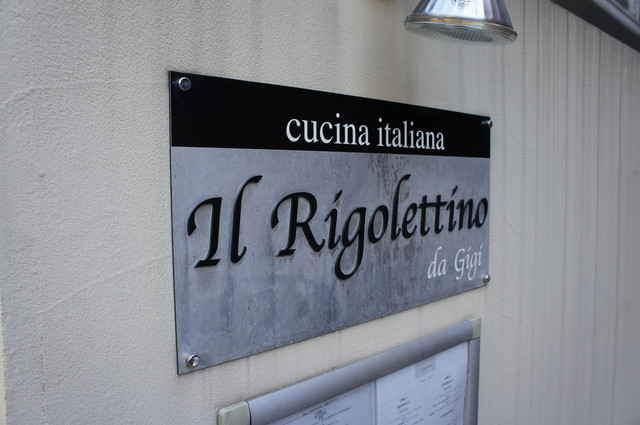 cucina italiana
Il Rigolettino
da Gigi